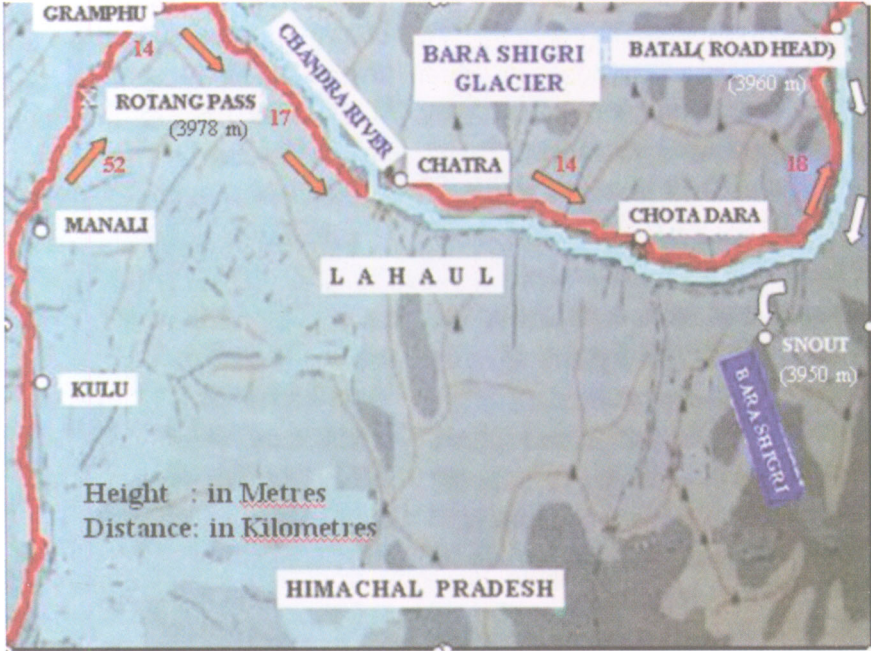 GRAMPHU
14
ROTANG PASS
(3978 m)
17
52
MANALI
KULU
CHANDRA RIVER
BARA SHIGRI
GLACIER
BATAL( ROAD HEAD)
(3960 m)
CHATRA
14
18
CHOTA DARA
L A H A U L
SNOUT
(3950 m)
BARA SHIGRI
Height : in Metres
Distance: in Kilometres
HIMACHAL PRADESH